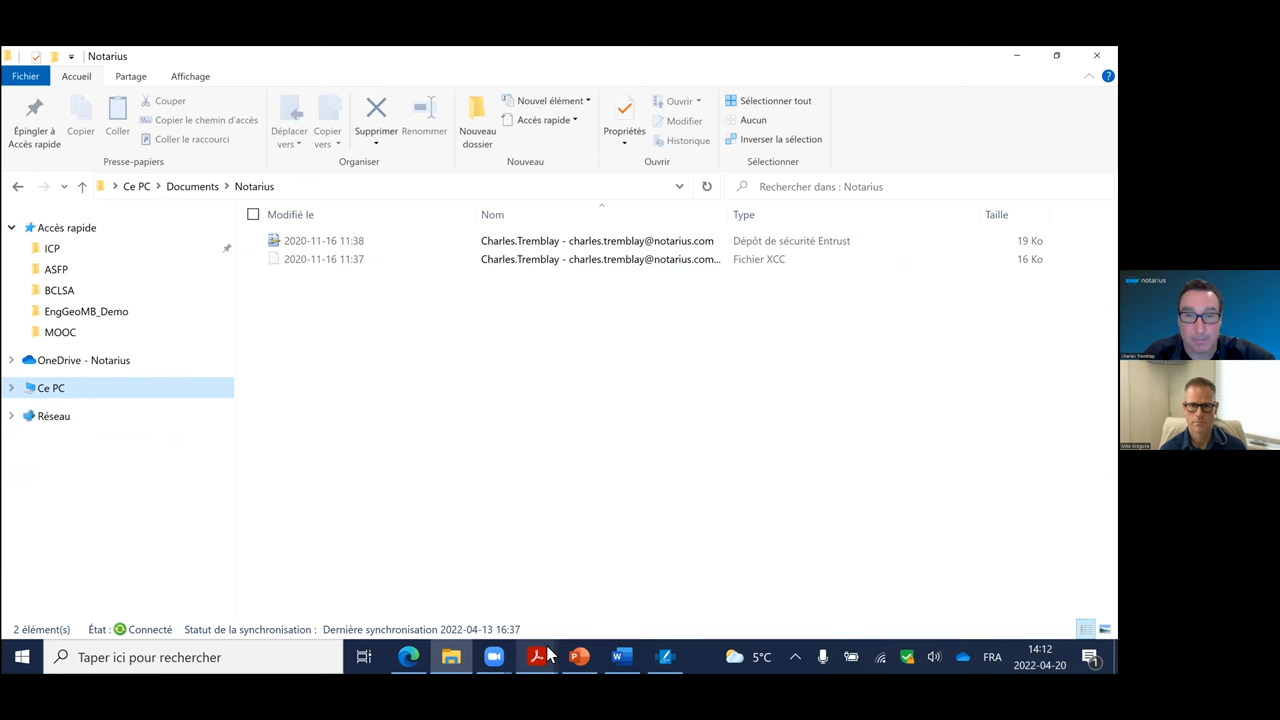 Notarius
Fichier Accueil Partage Affichage
Épingler à Accès rapide
Copier
Coller
Couper
Copier le chemin d'accès
Coller le raccourci
Presse-papiers
Déplacer vers
Copier vers
Supprimer
Renommer
Organiser
Nouveau dossier
Nouvel élément
Accès rapide
Nouveau
Propriétés
Ouvrir
Modifier
Historique
Ouvrir
Sélectionner tout
Aucun
Inverser la sélection
Sélectionner
Ce PC > Documents > Notarius
Rechercher dans : Notarius
Accès rapide
ICP
ASFP
BCLSA
EngGeoMB_Demo
MOOC
OneDrive - Notarius
Ce PC
Réseau
Modifié le Nom Type Taille
2020-11-16 11:38 Charles.Tremblay - charles.tremblay@notarius.com Dépôt de sécurité Entrust 19 Ko
2020-11-16 11:37 Charles.Tremblay - charles.tremblay@notarius.com... Fichier XCC 16 Ko
notarius
Charles Tremblay
Mike Gregoire
2 élément(s) État : Connecté Statut de la synchronisation : Dernière synchronisation 2022-04-13 16:37
Taper ici pour rechercher
5°C
FRA
14:12
2022-04-20
1